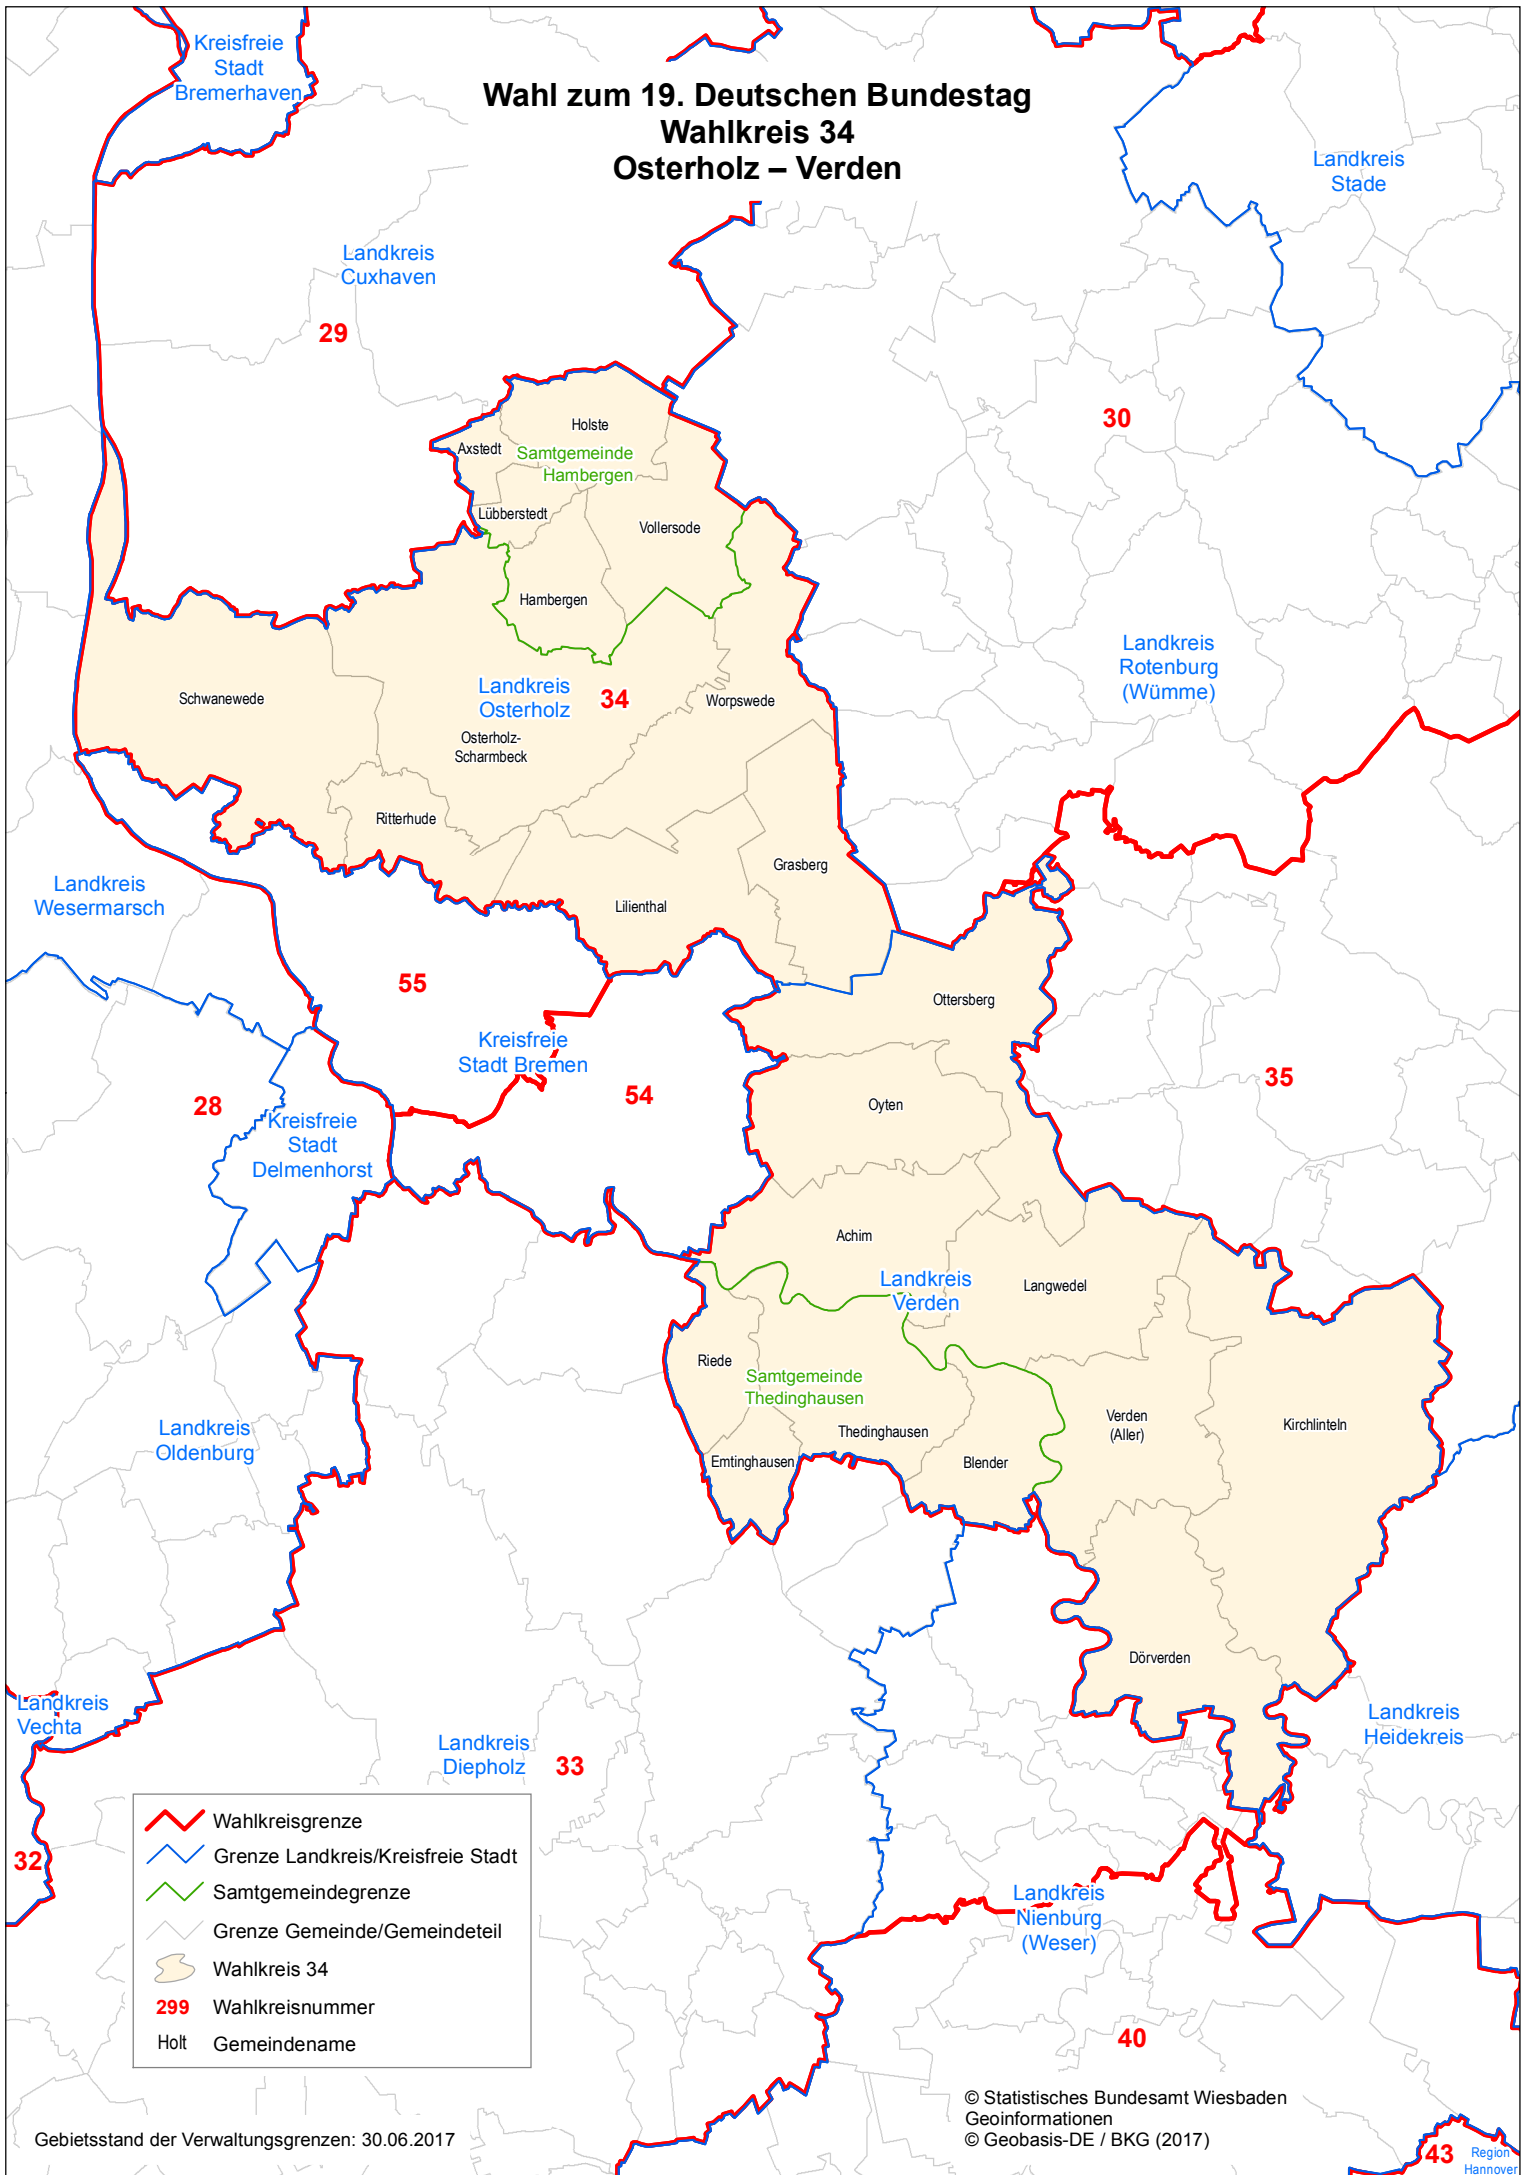 Wahl zum 19. Deutschen Bundestag
Wahlkreis 34
Osterholz – Verden
Kreisfreie
Stadt
Bremerhaven
Landkreis
Stade
Landkreis
Cuxhaven
29
30
Holste
Axstedt
Samtgemeinde
Hambergen
Lübberstedt
Vollersode
Hambergen
Landkreis
Rotenburg
(Wümme)
Schwanewede
Landkreis
Osterholz
34
Worpswede
Osterholz-
Scharmbeck
Ritterhude
Grasberg
Lilienthal
Landkreis
Wesermarsch
55
Ottersberg
Kreisfreie
Stadt Bremen
54
28
35
Oyten
Kreisfreie
Stadt
Delmenhorst
Achim
Landkreis
Verden
Langwedel
Riede
Samtgemeinde
Thedinghausen
Thedinghausen
Verden
(Aller)
Kirchlinteln
Landkreis
Oldenburg
Emtinghausen
Blender
Dörverden
Landkreis
Vechta
Landkreis
Heidekreis
Landkreis
Diepholz
33
32
Landkreis
Nienburg
(Weser)
40
43
Region
Hannover
Wahlkreisgrenze
Grenze Landkreis/Kreisfreie Stadt
Samtgemeindegrenze
Grenze Gemeinde/Gemeindeteil
Wahlkreis 34
299 Wahlkreisnummer
Holt Gemeindename
Gebietsstand der Verwaltungsgrenzen: 30.06.2017
© Statistisches Bundesamt Wiesbaden
Geoinformationen
© Geobasis-DE / BKG (2017)